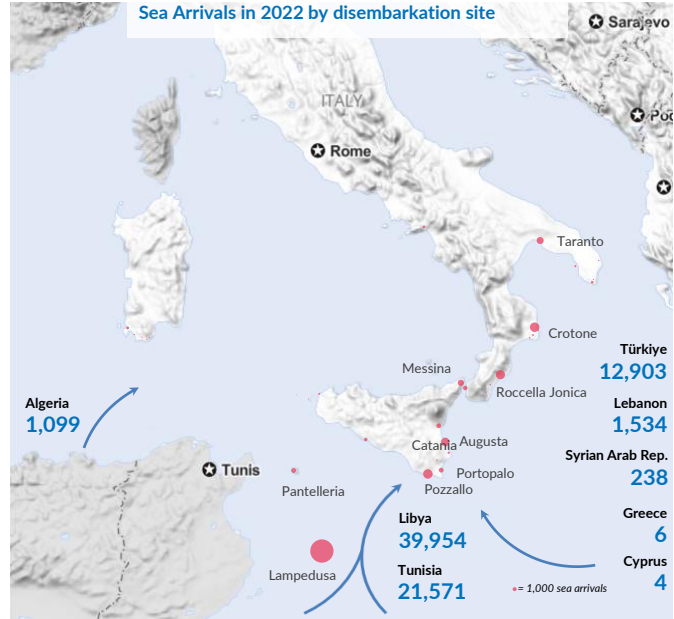 Sea Arrivals in 2022 by disembarkation site
Sarajevo
ITALY
Rome
Taranto
Crotone
Türkiye
12,903
Messina
Roccella Jonica
Algeria
1,099
Lebanon
1,534
Catania
Augusta
Syrian Arab Rep.
238
Tunis
Portopalo
Pantelleria
Pozzallo
Libya
39,954
Greece
6
Lampedusa
Tunisia
21,571
Cyprus
4
= 1,000 sea arrivals